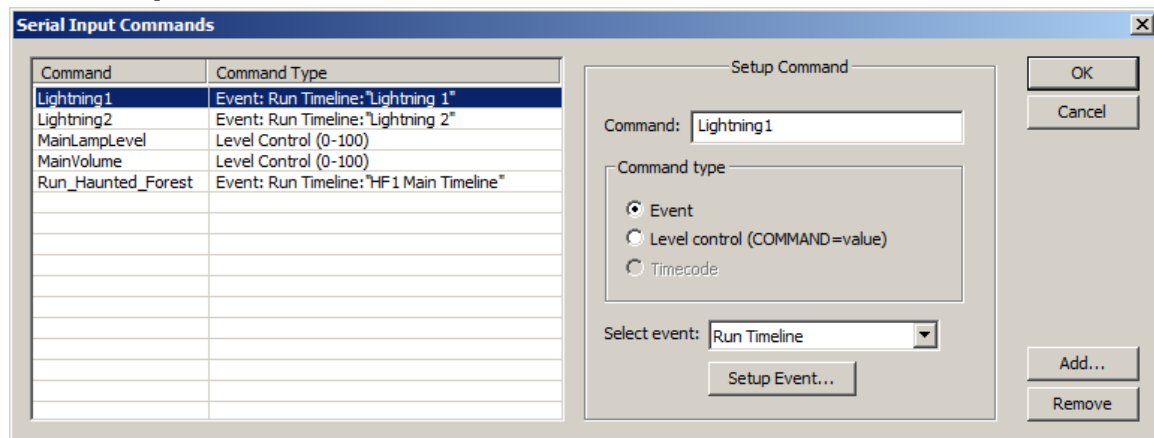 Serial Input Commands
Command Command Type
Lightning1 Event: Run Timeline:"Lightning 1"
Lightning2 Event: Run Timeline:"Lightning 2"
MainLampLevel Level Control (0-100)
MainVolume Level Control (0-100)
Run_Haunted_Forest Event: Run Timeline:"HF1 Main Timeline"
Setup Command
Command: Lightning1
Command type
Event
Level control (COMMAND=value)
Timecode
Select event: Run Timeline
Setup Event...
OK
Cancel
Add...
Remove